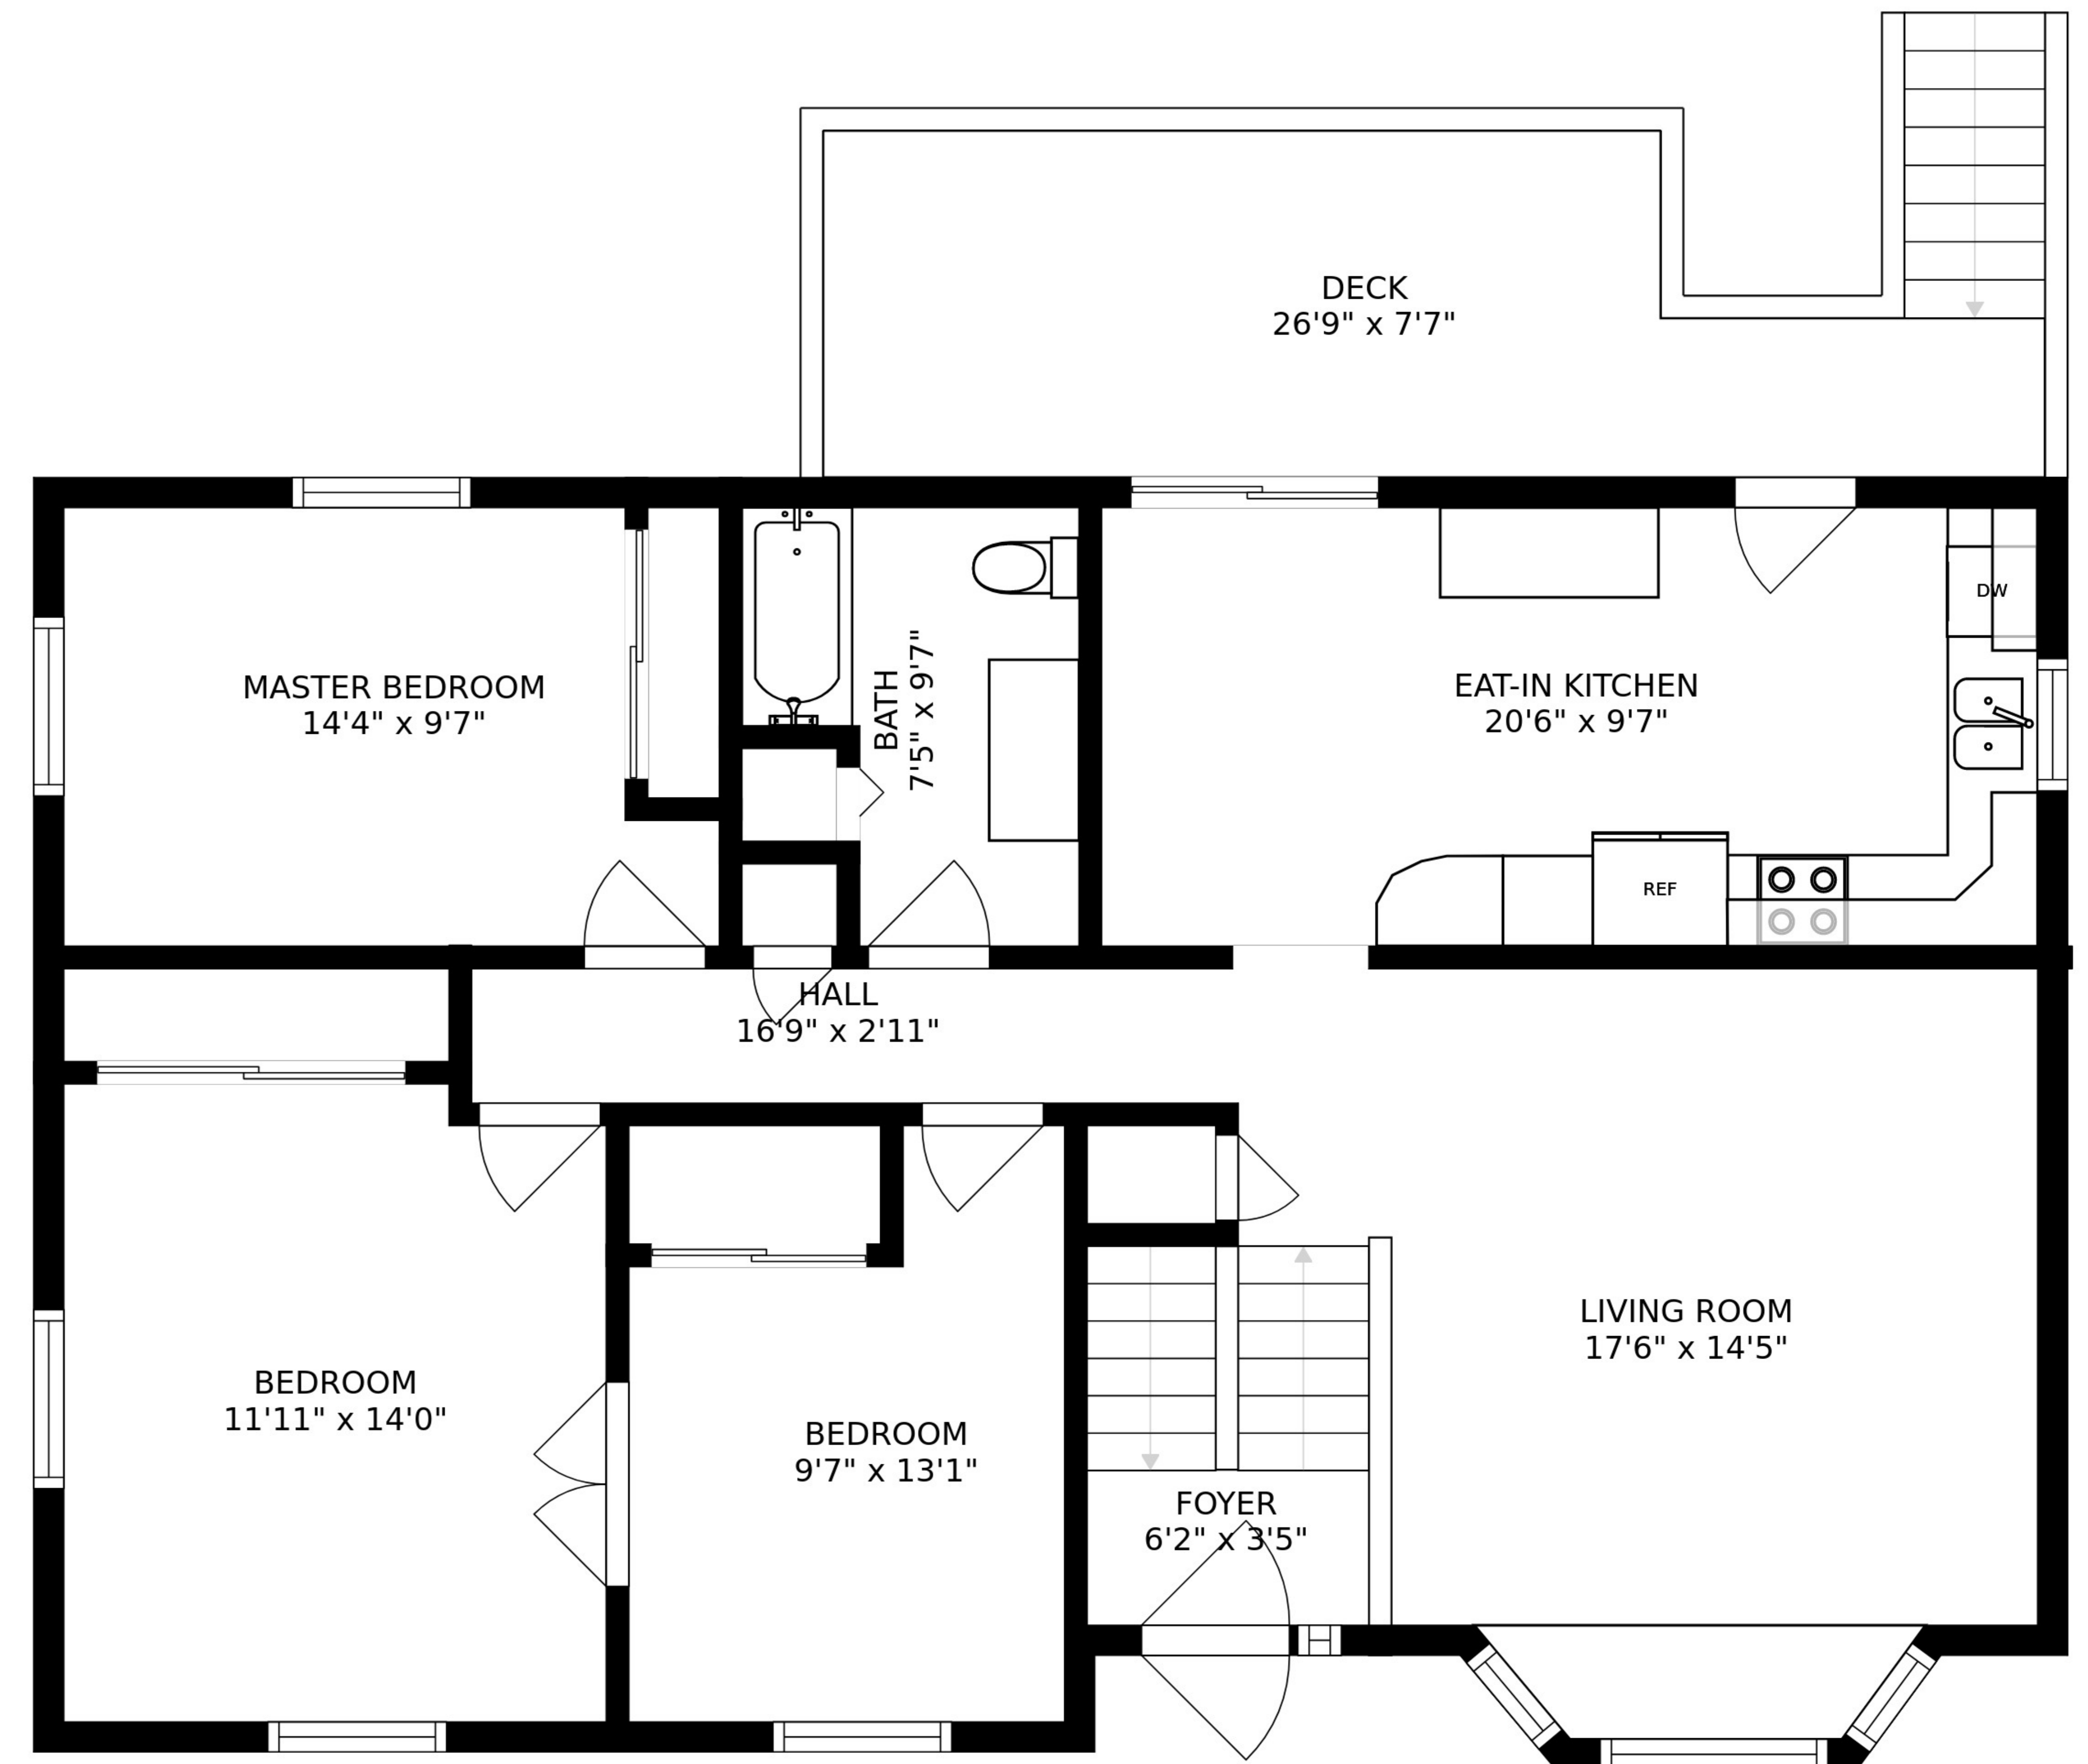 DECK
26'9" x 7'7"
MASTER BEDROOM
14'4" x 9'7"
BATH
7'5" x 9'7"
EAT-IN KITCHEN
20'6" x 9'7"
DW
REF
HALL
16'9" x 2'11"
LIVING ROOM
17'6" x 14'5"
BEDROOM
11'11" x 14'0"
BEDROOM
9'7" x 13'1"
FOYER
6'2" x 3'5"